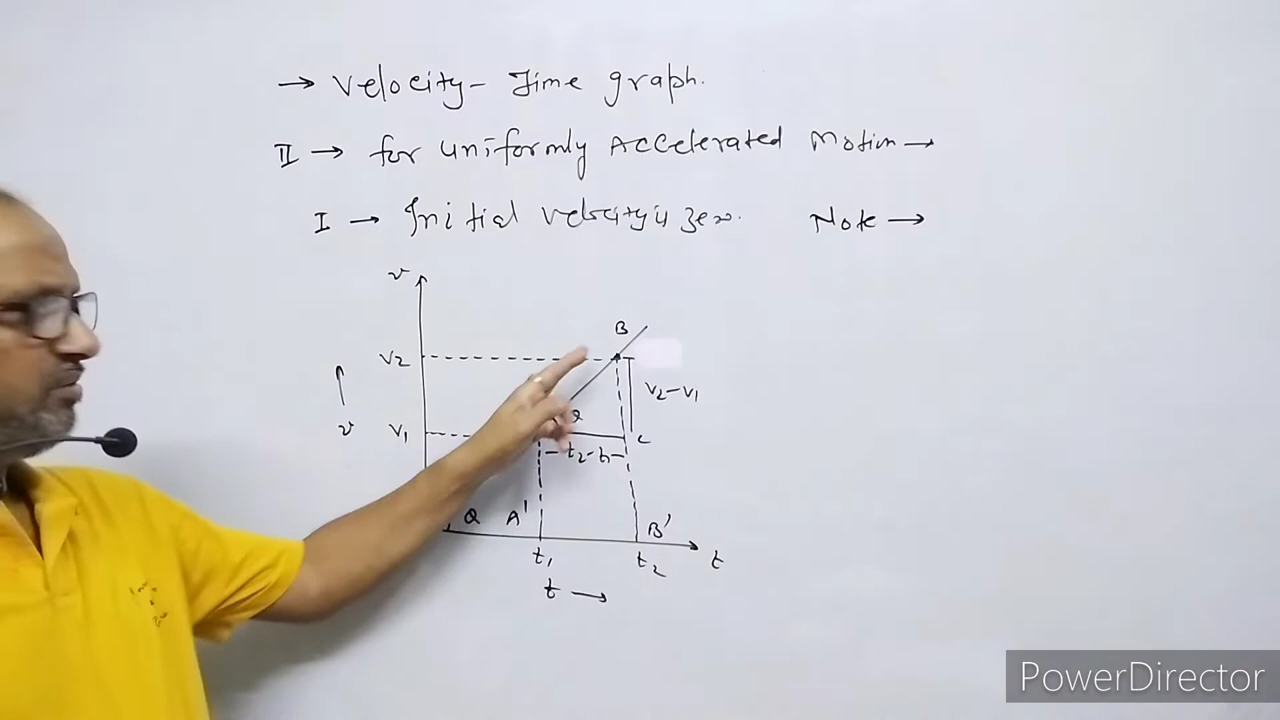 → Velocity - Time graph.
II → for uniformly Accelerated Motion →
I → Initial velocity is zero. Note →
v
B
V2
V2-V1
v
V1
C
t2-t1
Q A' B'
t1 t2 t
t →
PowerDirector